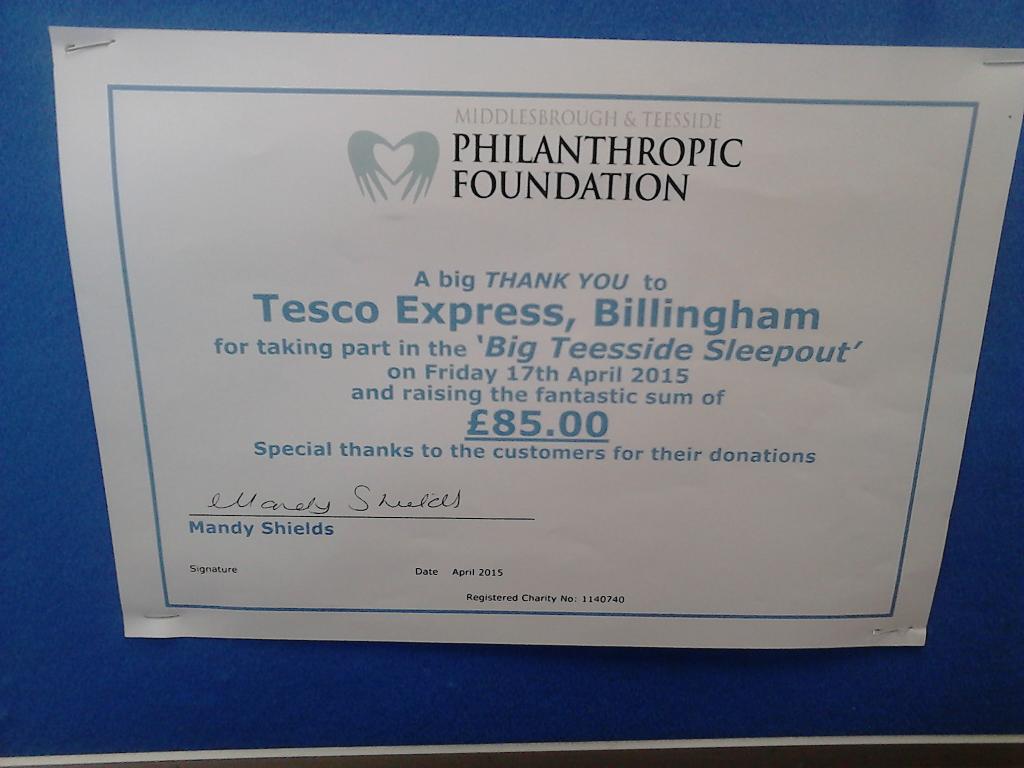 MIDDLESBROUGH & TEESSIDE
PHILANTHROPIC
FOUNDATION
A big THANK YOU to
Tesco Express, Billingham
for taking part in the 'Big Teesside Sleepout'
on Friday 17th April 2015
and raising the fantastic sum of
£85.00
Special thanks to the customers for their donations
Mandy Shields
Mandy Shields
Signature Date April 2015
Registered Charity No: 1140740